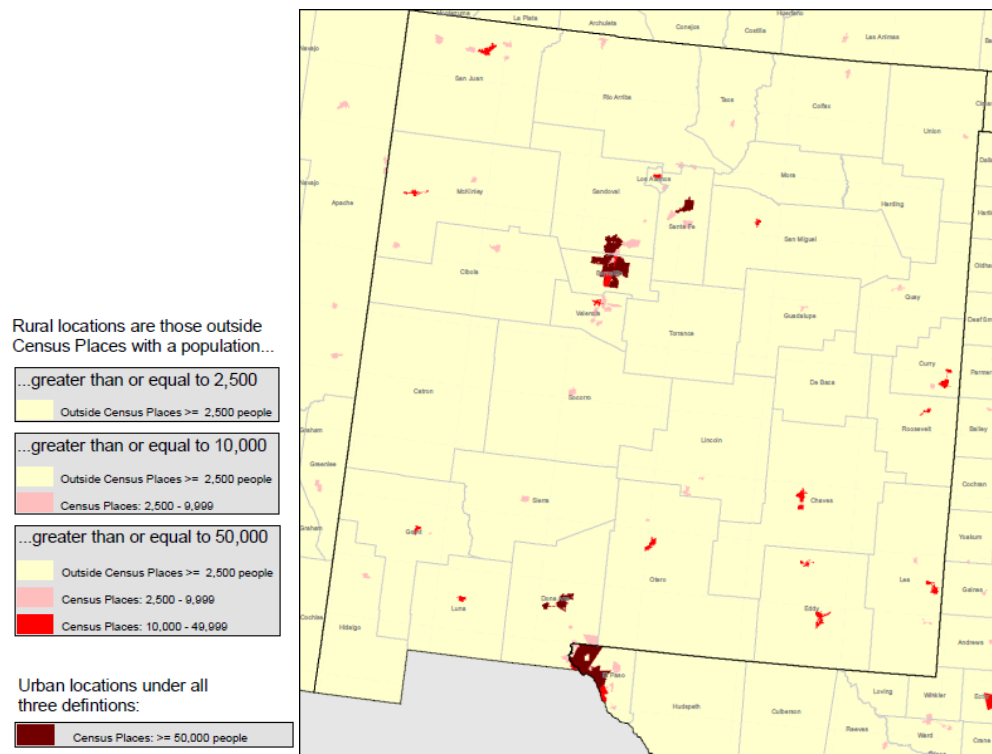 Rural locations are those outside
Census Places with a population...
...greater than or equal to 2,500
Outside Census Places >= 2,500 people
...greater than or equal to 10,000
Outside Census Places >= 2,500 people
Census Places: 2,500 - 9,999
...greater than or equal to 50,000
Outside Census Places >= 2,500 people
Census Places: 2,500 - 9,999
Census Places: 10,000 - 49,999
Urban locations under all
three defintions:
Census Places: >= 50,000 people
La Plata
Archuleta
Conejos
Costilla
Las Animas
Navajo
San Juan
Rio Arriba
Taos
Colfax
Union
Navajo
Apache
McKinley
Sandoval
Los Alamos
Mora
Harding
Santa Fe
San Miguel
Cibola
Quay
Valencia
Torrance
Guadalupe
Deaf Smith
Curry
Parmer
Catron
Socorro
De Baca
Roosevelt
Bailey
Graham
Greenlee
Lincoln
Cochran
Sierra
Chaves
Graham
Yoakum
Otero
Lea
Gaines
Luna
Dona Ana
Eddy
Cochise
Hidalgo
Andrews
El Paso
Hudspeth
Culberson
Loving
Winkler
Reeves
Ward
Crane